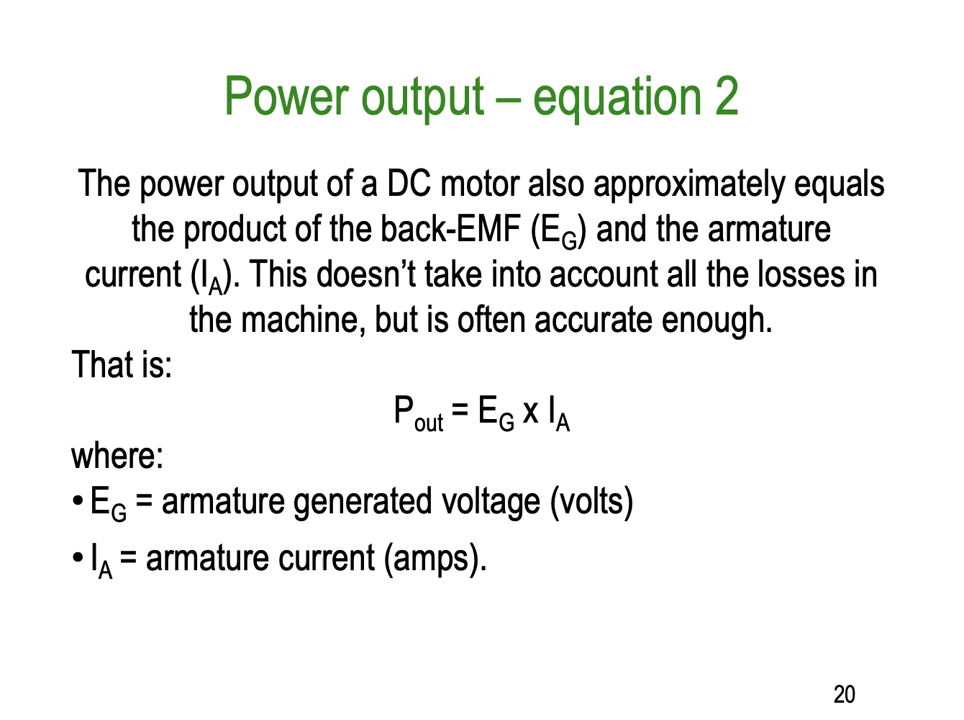 Power output – equation 2
The power output of a DC motor also approximately equals
the product of the back-EMF (EG) and the armature
current (IA). This doesn’t take into account all the losses in
the machine, but is often accurate enough.
That is:
Pout = EG x IA
where:
• EG = armature generated voltage (volts)
• IA = armature current (amps).
20